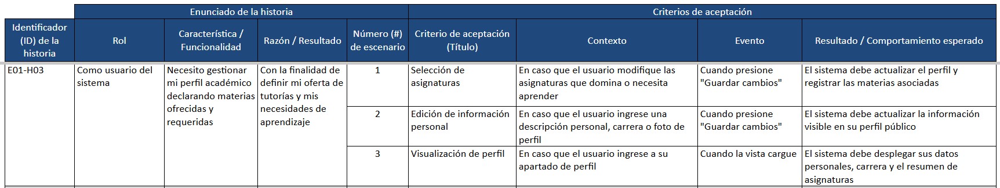 Enunciado de la historia
Criterios de aceptación
Identificador
(ID) de la
historia
Rol
Característica /
Funcionalidad
Razón / Resultado
Número (#)
de escenario
Criterio de aceptación
(Título)
Contexto
Evento
Resultado / Comportamiento esperado
E01-H03
Como usuario del
sistema
Necesito gestionar
mi perfil académico
declarando materias
ofrecidas y
requeridas
Con la finalidad de
definir mi oferta de
tutorías y mis
necesidades de
aprendizaje
1
Selección de
asignaturas
En caso que el usuario modifique las
asignaturas que domina o necesita
aprender
Cuando presione
"Guardar cambios"
El sistema debe actualizar el perfil y
registrar las materias asociadas
2
Edición de información
personal
En caso que el usuario ingrese una
descripción personal, carrera o foto de
perfil
Cuando presione
"Guardar cambios"
El sistema debe actualizar la información
visible en su perfil público
3
Visualización de perfil
En caso que el usuario ingrese a su
apartado de perfil
Cuando la vista cargue
El sistema debe desplegar sus datos
personales, carrera y el resumen de
asignaturas